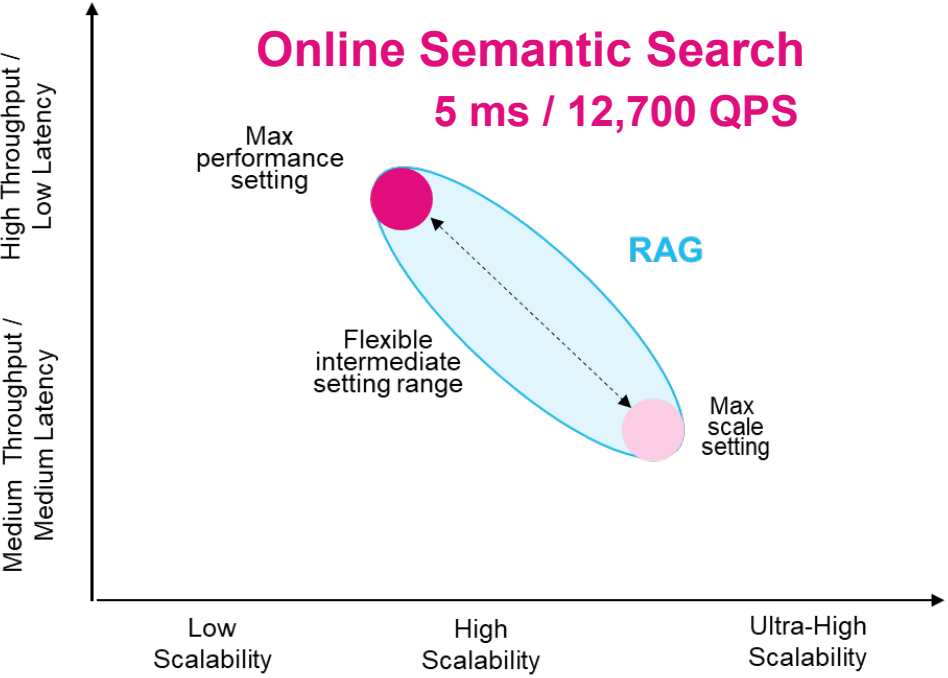 Online Semantic Search
5 ms / 12,700 QPS
High Throughput /
Low Latency
Max
performance
setting
RAG
Flexible
intermediate
setting range
Medium Throughput /
Medium Latency
Max
scale
setting
Low
Scalability
High
Scalability
Ultra-High
Scalability